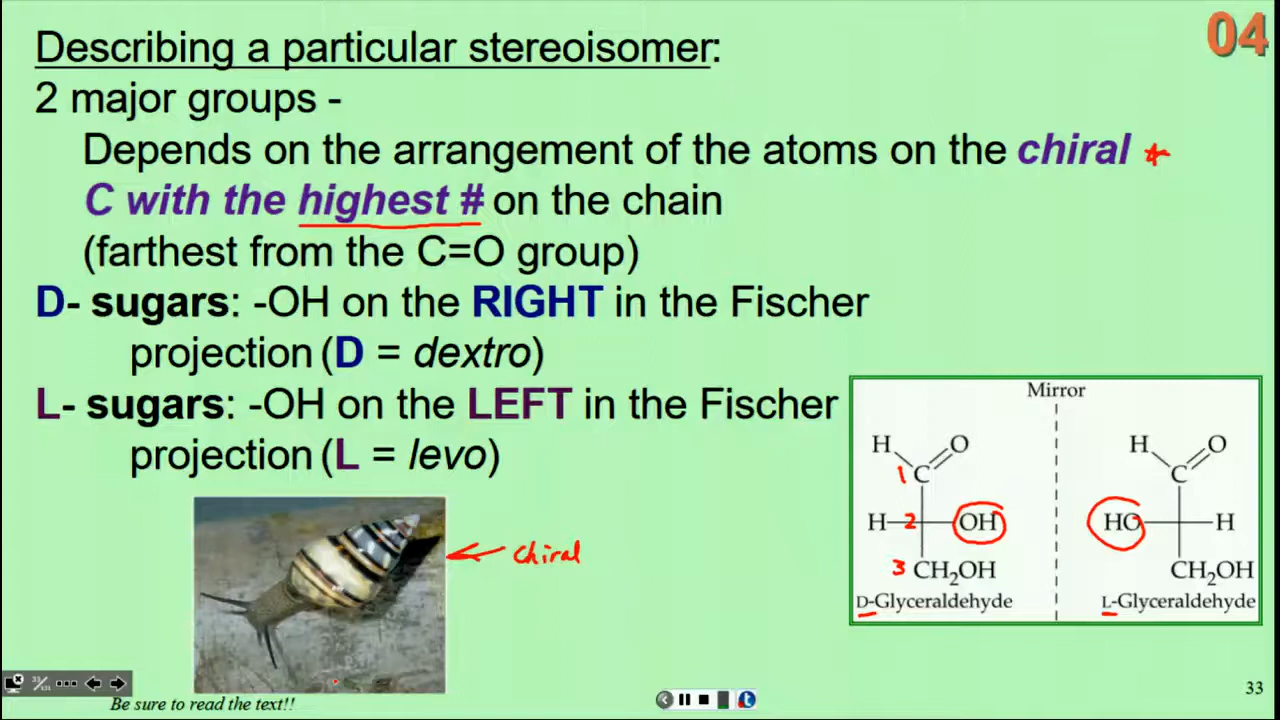 Describing a particular stereoisomer:
04
2 major groups -
Depends on the arrangement of the atoms on the chiral *
C with the highest # on the chain
(farthest from the C=O group)
D- sugars: -OH on the RIGHT in the Fischer
projection (D = dextro)
L- sugars: -OH on the LEFT in the Fischer
projection (L = levo)
chiral
Mirror
H O H O
1 C C
H 2 OH HO H
3 CH₂OH CH₂OH
D-Glyceraldehyde L-Glyceraldehyde
33
Be sure to read the text!!